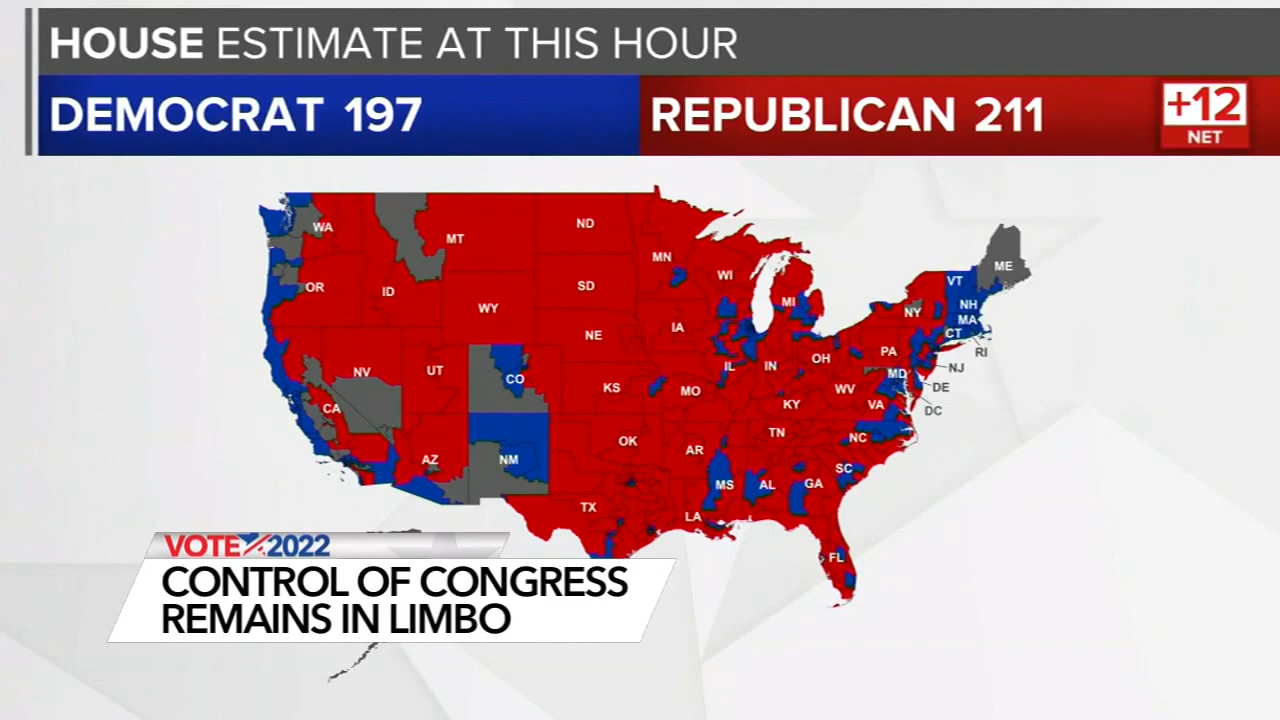 HOUSE ESTIMATE AT THIS HOUR
DEMOCRAT 197
REPUBLICAN 211
+12
NET
WA
MT
ND
MN
OR
ID
WY
SD
WI
MI
NY
VT
ME
NH
MA
CT
RI
NE
IA
NV
UT
CO
KS
MO
IL
IN
OH
PA
NJ
MD
DE
DC
WV
VA
KY
CA
AZ
NM
OK
AR
TN
NC
SC
MS
AL
GA
TX
LA
FL
VOTE 2022
CONTROL OF CONGRESS
REMAINS IN LIMBO